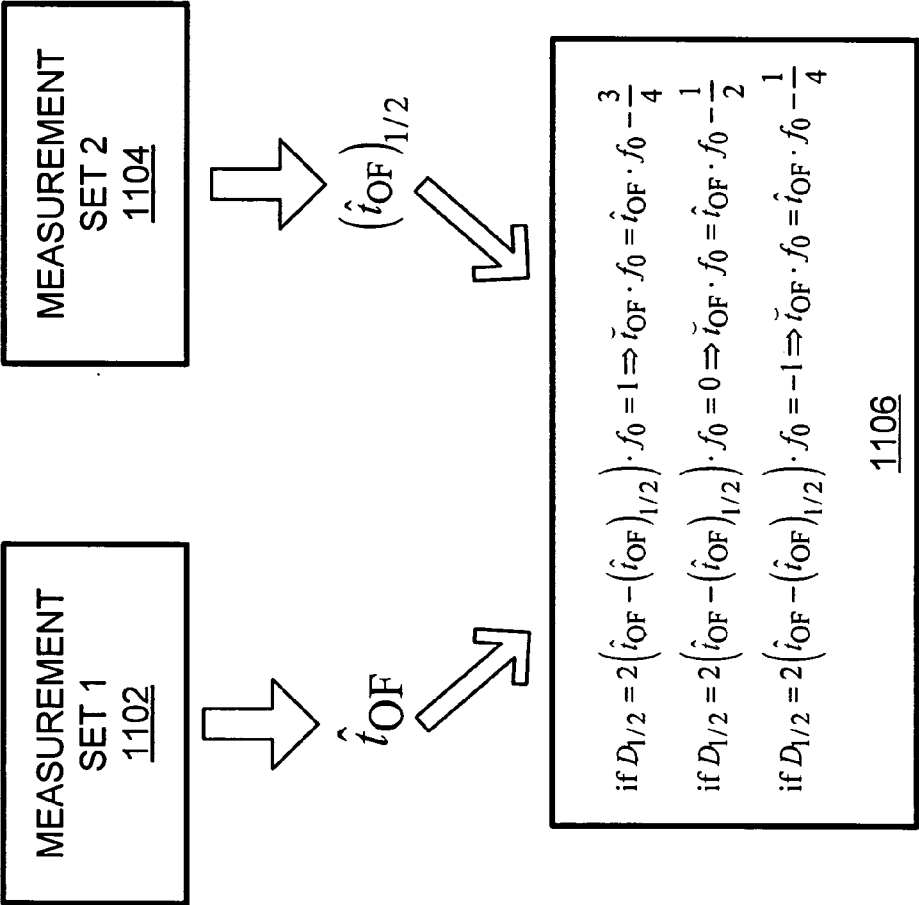 MEASUREMENT
SET 1
1102
MEASUREMENT
SET 2
1104
t̂OF
(t̂OF)1/2
if D1/2 = 2(t̂OF − (t̂OF)1/2) · f0 = 1 ⇒ t̆OF · f0 = t̂OF · f0 − 3/4
if D1/2 = 2(t̂OF − (t̂OF)1/2) · f0 = 0 ⇒ t̆OF · f0 = t̂OF · f0 − 1/2
if D1/2 = 2(t̂OF − (t̂OF)1/2) · f0 = −1 ⇒ t̆OF · f0 = t̂OF · f0 − 1/4
1106